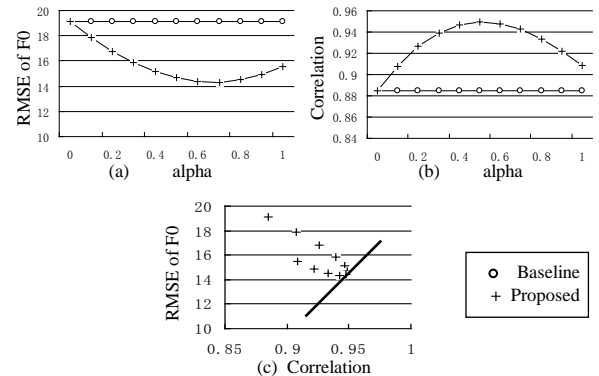 20
18
16
14
12
10
RMSE of F0
0 0.2 0.4 0.6 0.8 1
(a) alpha
0.96
0.94
0.92
0.9
0.88
0.86
0.84
Correlation
0 0.2 0.4 0.6 0.8 1
(b) alpha
20
18
16
14
12
10
RMSE of F0
0.85 0.9 0.95 1
(c) Correlation
Baseline
Proposed